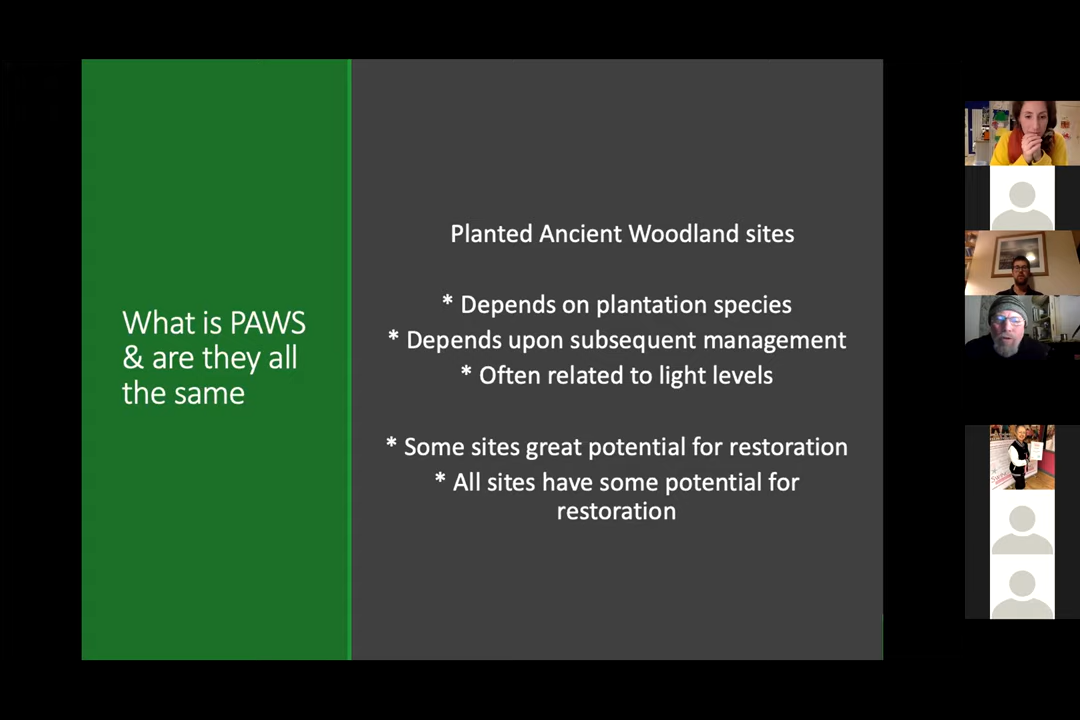 What is PAWS
& are they all
the same
Planted Ancient Woodland sites
* Depends on plantation species
* Depends upon subsequent management
* Often related to light levels
* Some sites great potential for restoration
* All sites have some potential for
restoration